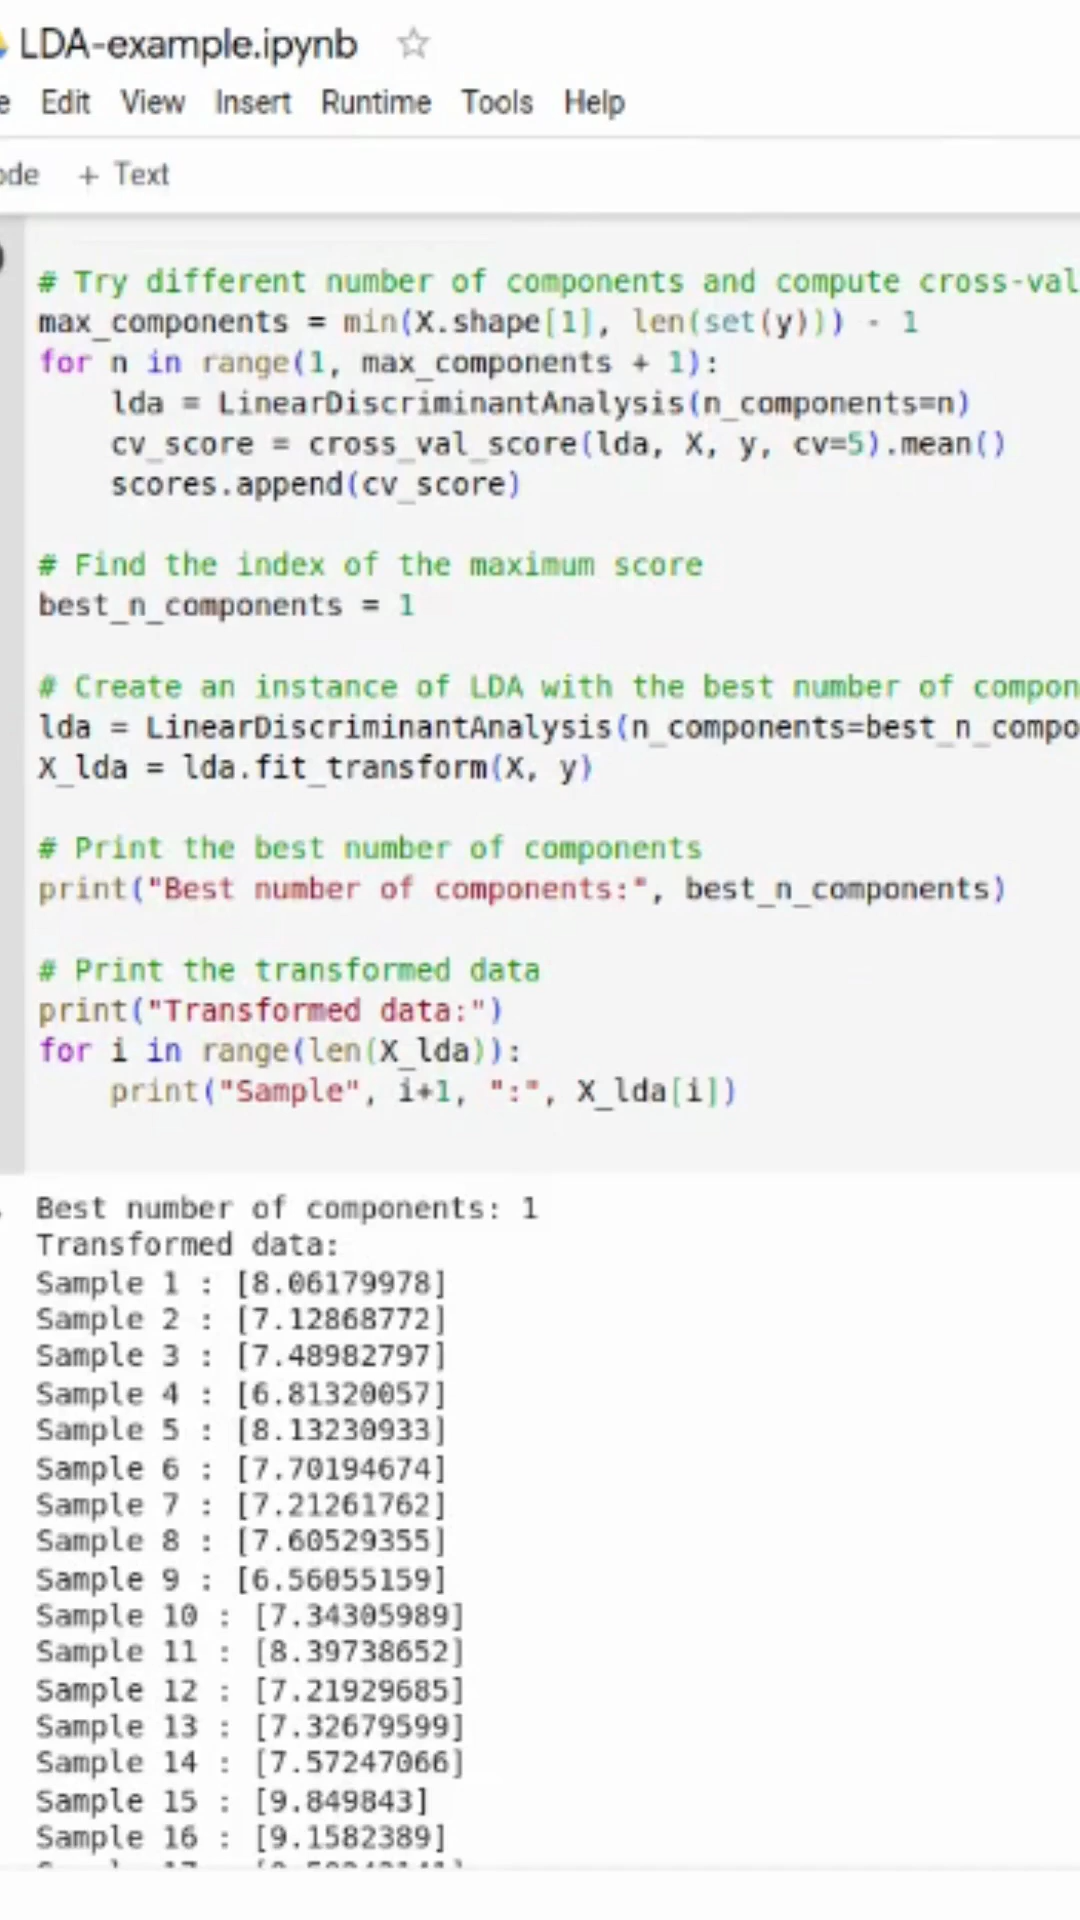 LDA-example.ipynb
Edit View Insert Runtime Tools Help
+ Text
# Try different number of components and compute cross-val
max_components = min(X.shape[1], len(set(y))) - 1
for n in range(1, max_components + 1):
    lda = LinearDiscriminantAnalysis(n_components=n)
    cv_score = cross_val_score(lda, X, y, cv=5).mean()
    scores.append(cv_score)
# Find the index of the maximum score
best_n_components = 1
# Create an instance of LDA with the best number of compon
lda = LinearDiscriminantAnalysis(n_components=best_n_compo
X_lda = lda.fit_transform(X, y)
# Print the best number of components
print("Best number of components:", best_n_components)
# Print the transformed data
print("Transformed data:")
for i in range(len(X_lda)):
    print("Sample", i+1, ":", X_lda[i])
Best number of components: 1
Transformed data:
Sample 1 : [8.06179978]
Sample 2 : [7.12868772]
Sample 3 : [7.48982797]
Sample 4 : [6.81320057]
Sample 5 : [8.13230933]
Sample 6 : [7.70194674]
Sample 7 : [7.21261762]
Sample 8 : [7.60529355]
Sample 9 : [6.56055159]
Sample 10 : [7.34305989]
Sample 11 : [8.39738652]
Sample 12 : [7.21929685]
Sample 13 : [7.32679599]
Sample 14 : [7.57247066]
Sample 15 : [9.849843]
Sample 16 : [9.1582389]